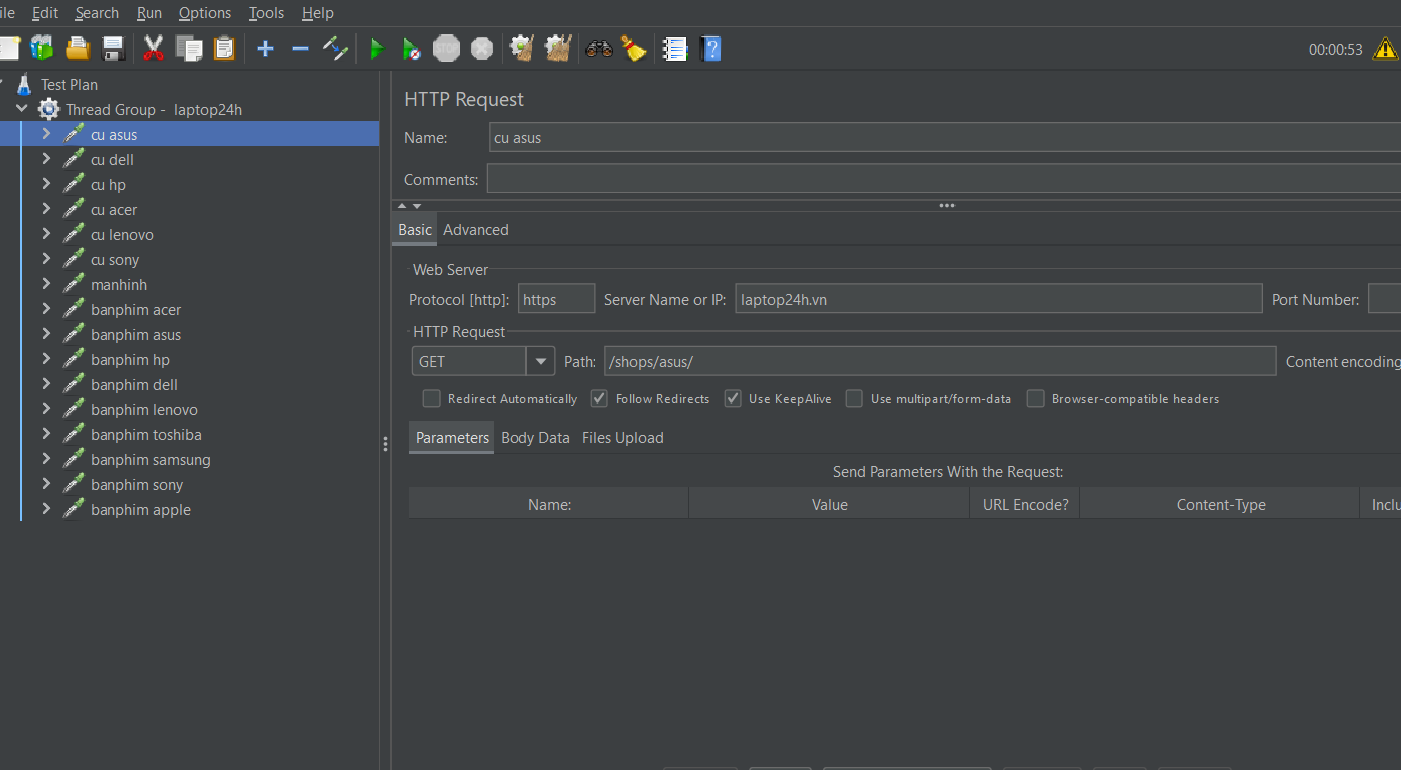 ile Edit Search Run Options Tools Help
STOP
00:00:53
Test Plan
Thread Group - laptop24h
cu asus
cu dell
cu hp
cu acer
cu lenovo
cu sony
manhinh
banphim acer
banphim asus
banphim hp
banphim dell
banphim lenovo
banphim toshiba
banphim samsung
banphim sony
banphim apple
HTTP Request
Name: cu asus
Comments:
Basic Advanced
Web Server
Protocol [http]: https Server Name or IP: laptop24h.vn Port Number:
HTTP Request
GET Path: /shops/asus/ Content encoding
Redirect Automatically Follow Redirects Use KeepAlive Use multipart/form-data Browser-compatible headers
Parameters Body Data Files Upload
Send Parameters With the Request:
Name: Value URL Encode? Content-Type Inclu